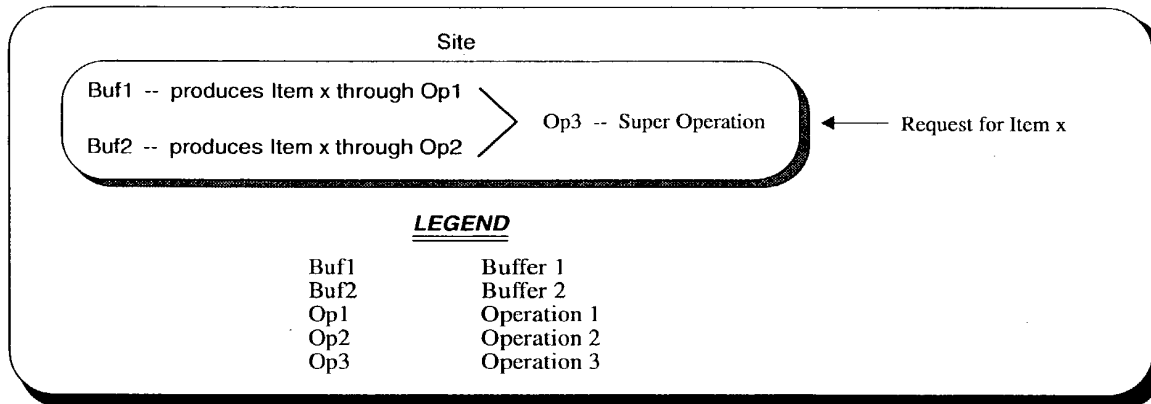 Site
Buf1 -- produces Item x through Op1
Op3 -- Super Operation
Request for Item x
Buf2 -- produces Item x through Op2
LEGEND
Buf1 Buffer 1
Buf2 Buffer 2
Op1 Operation 1
Op2 Operation 2
Op3 Operation 3